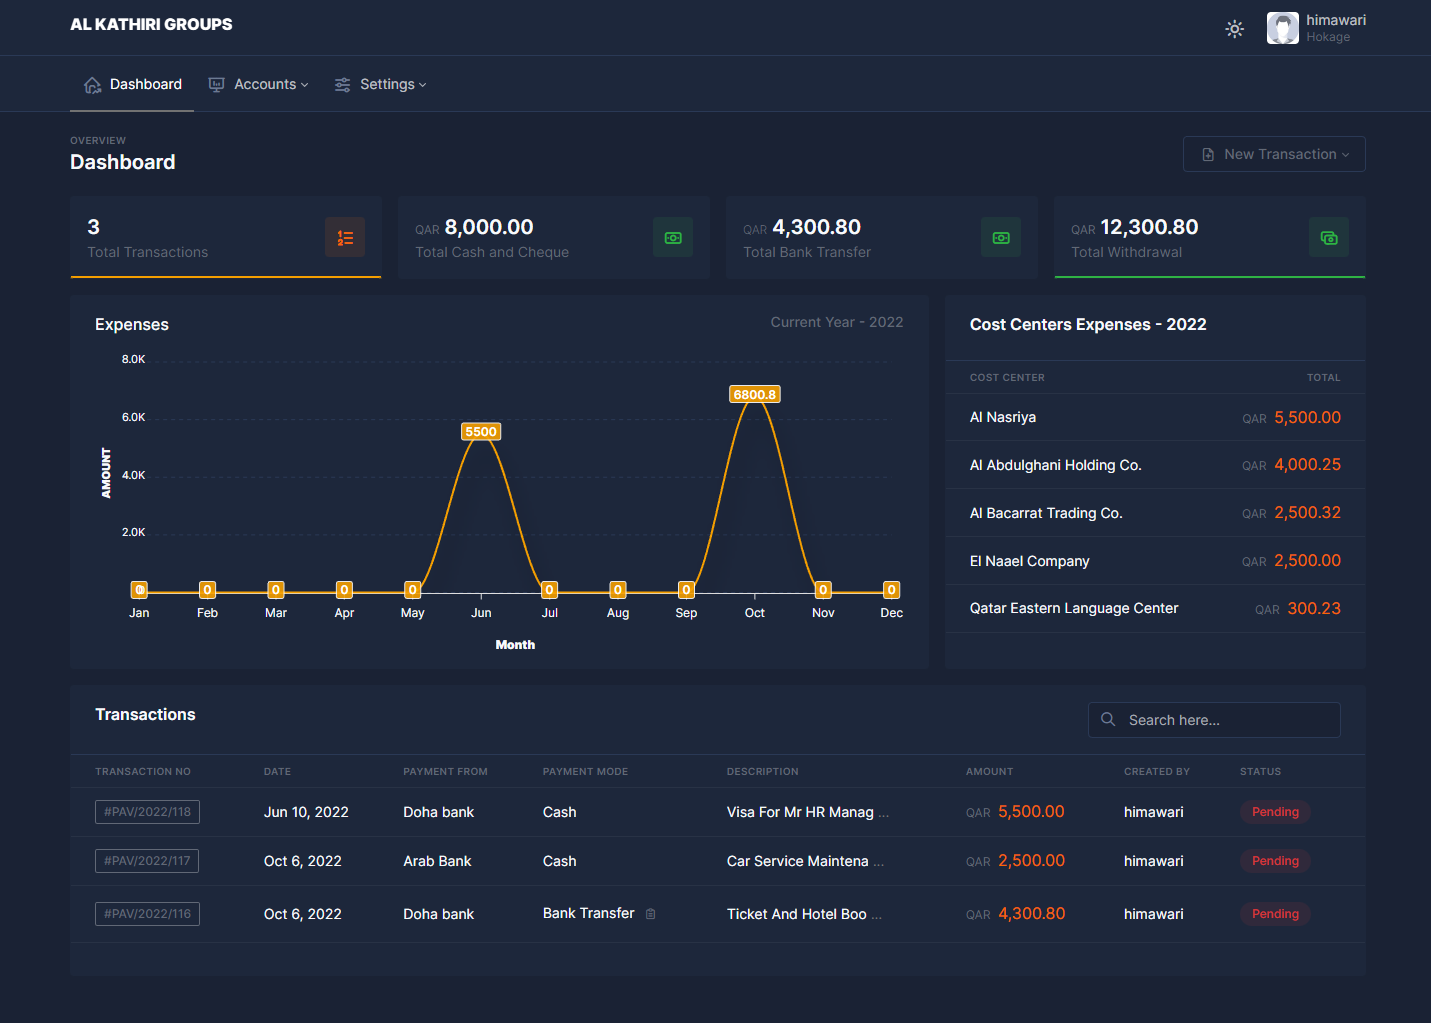 AL KATHIRI GROUPS
himawari
Hokage
Dashboard Accounts Settings
OVERVIEW
Dashboard
New Transaction
3
Total Transactions
QAR 8,000.00
Total Cash and Cheque
QAR 4,300.80
Total Bank Transfer
QAR 12,300.80
Total Withdrawal
Expenses
Current Year - 2022
8.0K
6.0K
4.0K
2.0K
AMOUNT
0 0 0 0 0 5500 0 0 0 6800.8 0 0
Jan Feb Mar Apr May Jun Jul Aug Sep Oct Nov Dec
Month
Cost Centers Expenses - 2022
COST CENTER TOTAL
Al Nasriya QAR 5,500.00
Al Abdulghani Holding Co. QAR 4,000.25
Al Bacarrat Trading Co. QAR 2,500.32
El Naael Company QAR 2,500.00
Qatar Eastern Language Center QAR 300.23
Transactions
Search here...
TRANSACTION NO DATE PAYMENT FROM PAYMENT MODE DESCRIPTION AMOUNT CREATED BY STATUS
#PAV/2022/118 Jun 10, 2022 Doha bank Cash Visa For Mr HR Manag ... QAR 5,500.00 himawari Pending
#PAV/2022/117 Oct 6, 2022 Arab Bank Cash Car Service Maintena ... QAR 2,500.00 himawari Pending
#PAV/2022/116 Oct 6, 2022 Doha bank Bank Transfer Ticket And Hotel Boo ... QAR 4,300.80 himawari Pending